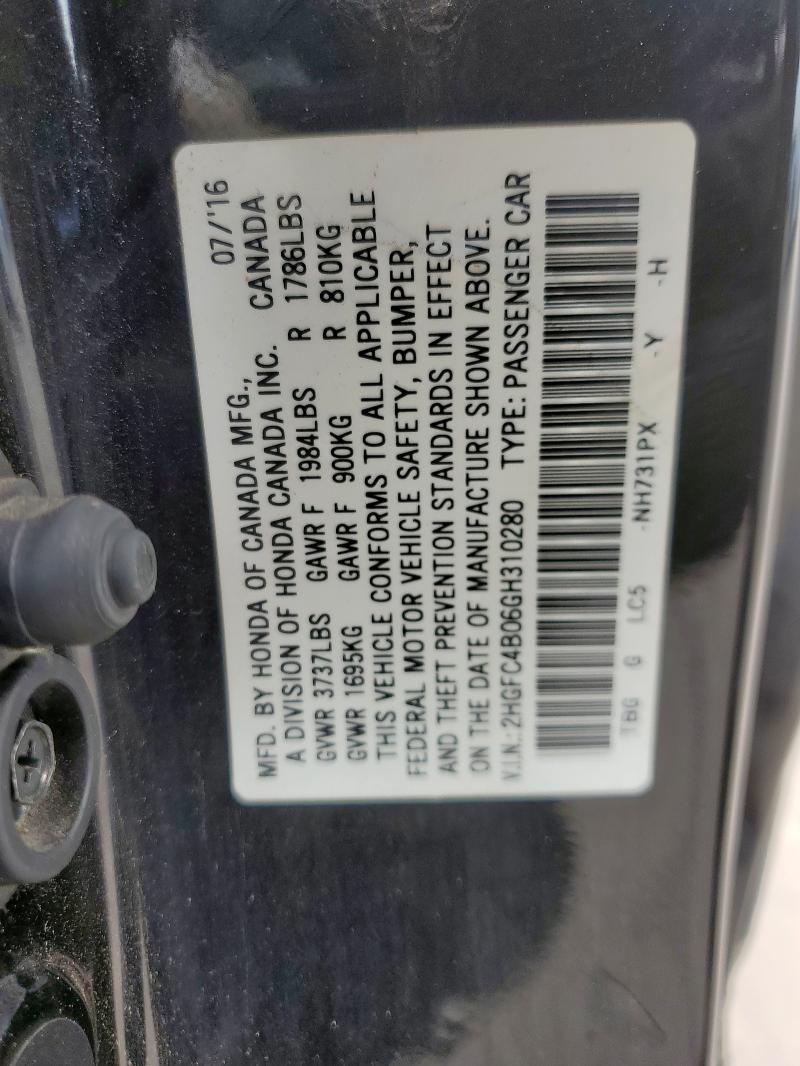 07/'16
MFD. BY HONDA OF CANADA MFG.,
A DIVISION OF HONDA CANADA INC. CANADA
GVWR 3737LBS GAWR F 1984LBS R 1786LBS
GVWR 1695KG GAWR F 900KG R 810KG
THIS VEHICLE CONFORMS TO ALL APPLICABLE
FEDERAL MOTOR VEHICLE SAFETY, BUMPER,
AND THEFT PREVENTION STANDARDS IN EFFECT
ON THE DATE OF MANUFACTURE SHOWN ABOVE.
V.I.N.: 2HGFC4B06GH310280 TYPE: PASSENGER CAR
TBG G LC5 -NH731PX -Y -H